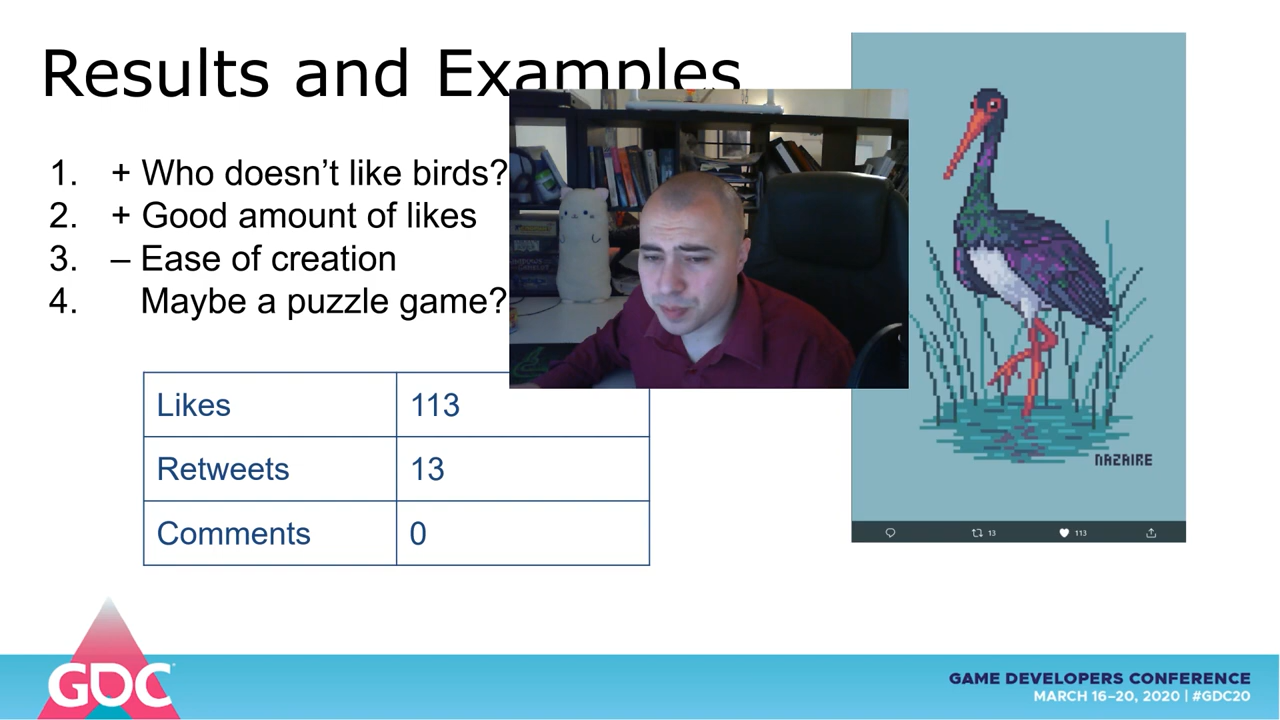 Results and Examples
1. + Who doesn’t like birds?
2. + Good amount of likes
3. – Ease of creation
4. Maybe a puzzle game?
Likes 113
Retweets 13
Comments 0
NAZAIRE
13 113
GDC
GAME DEVELOPERS CONFERENCE
MARCH 16–20, 2020 | #GDC20